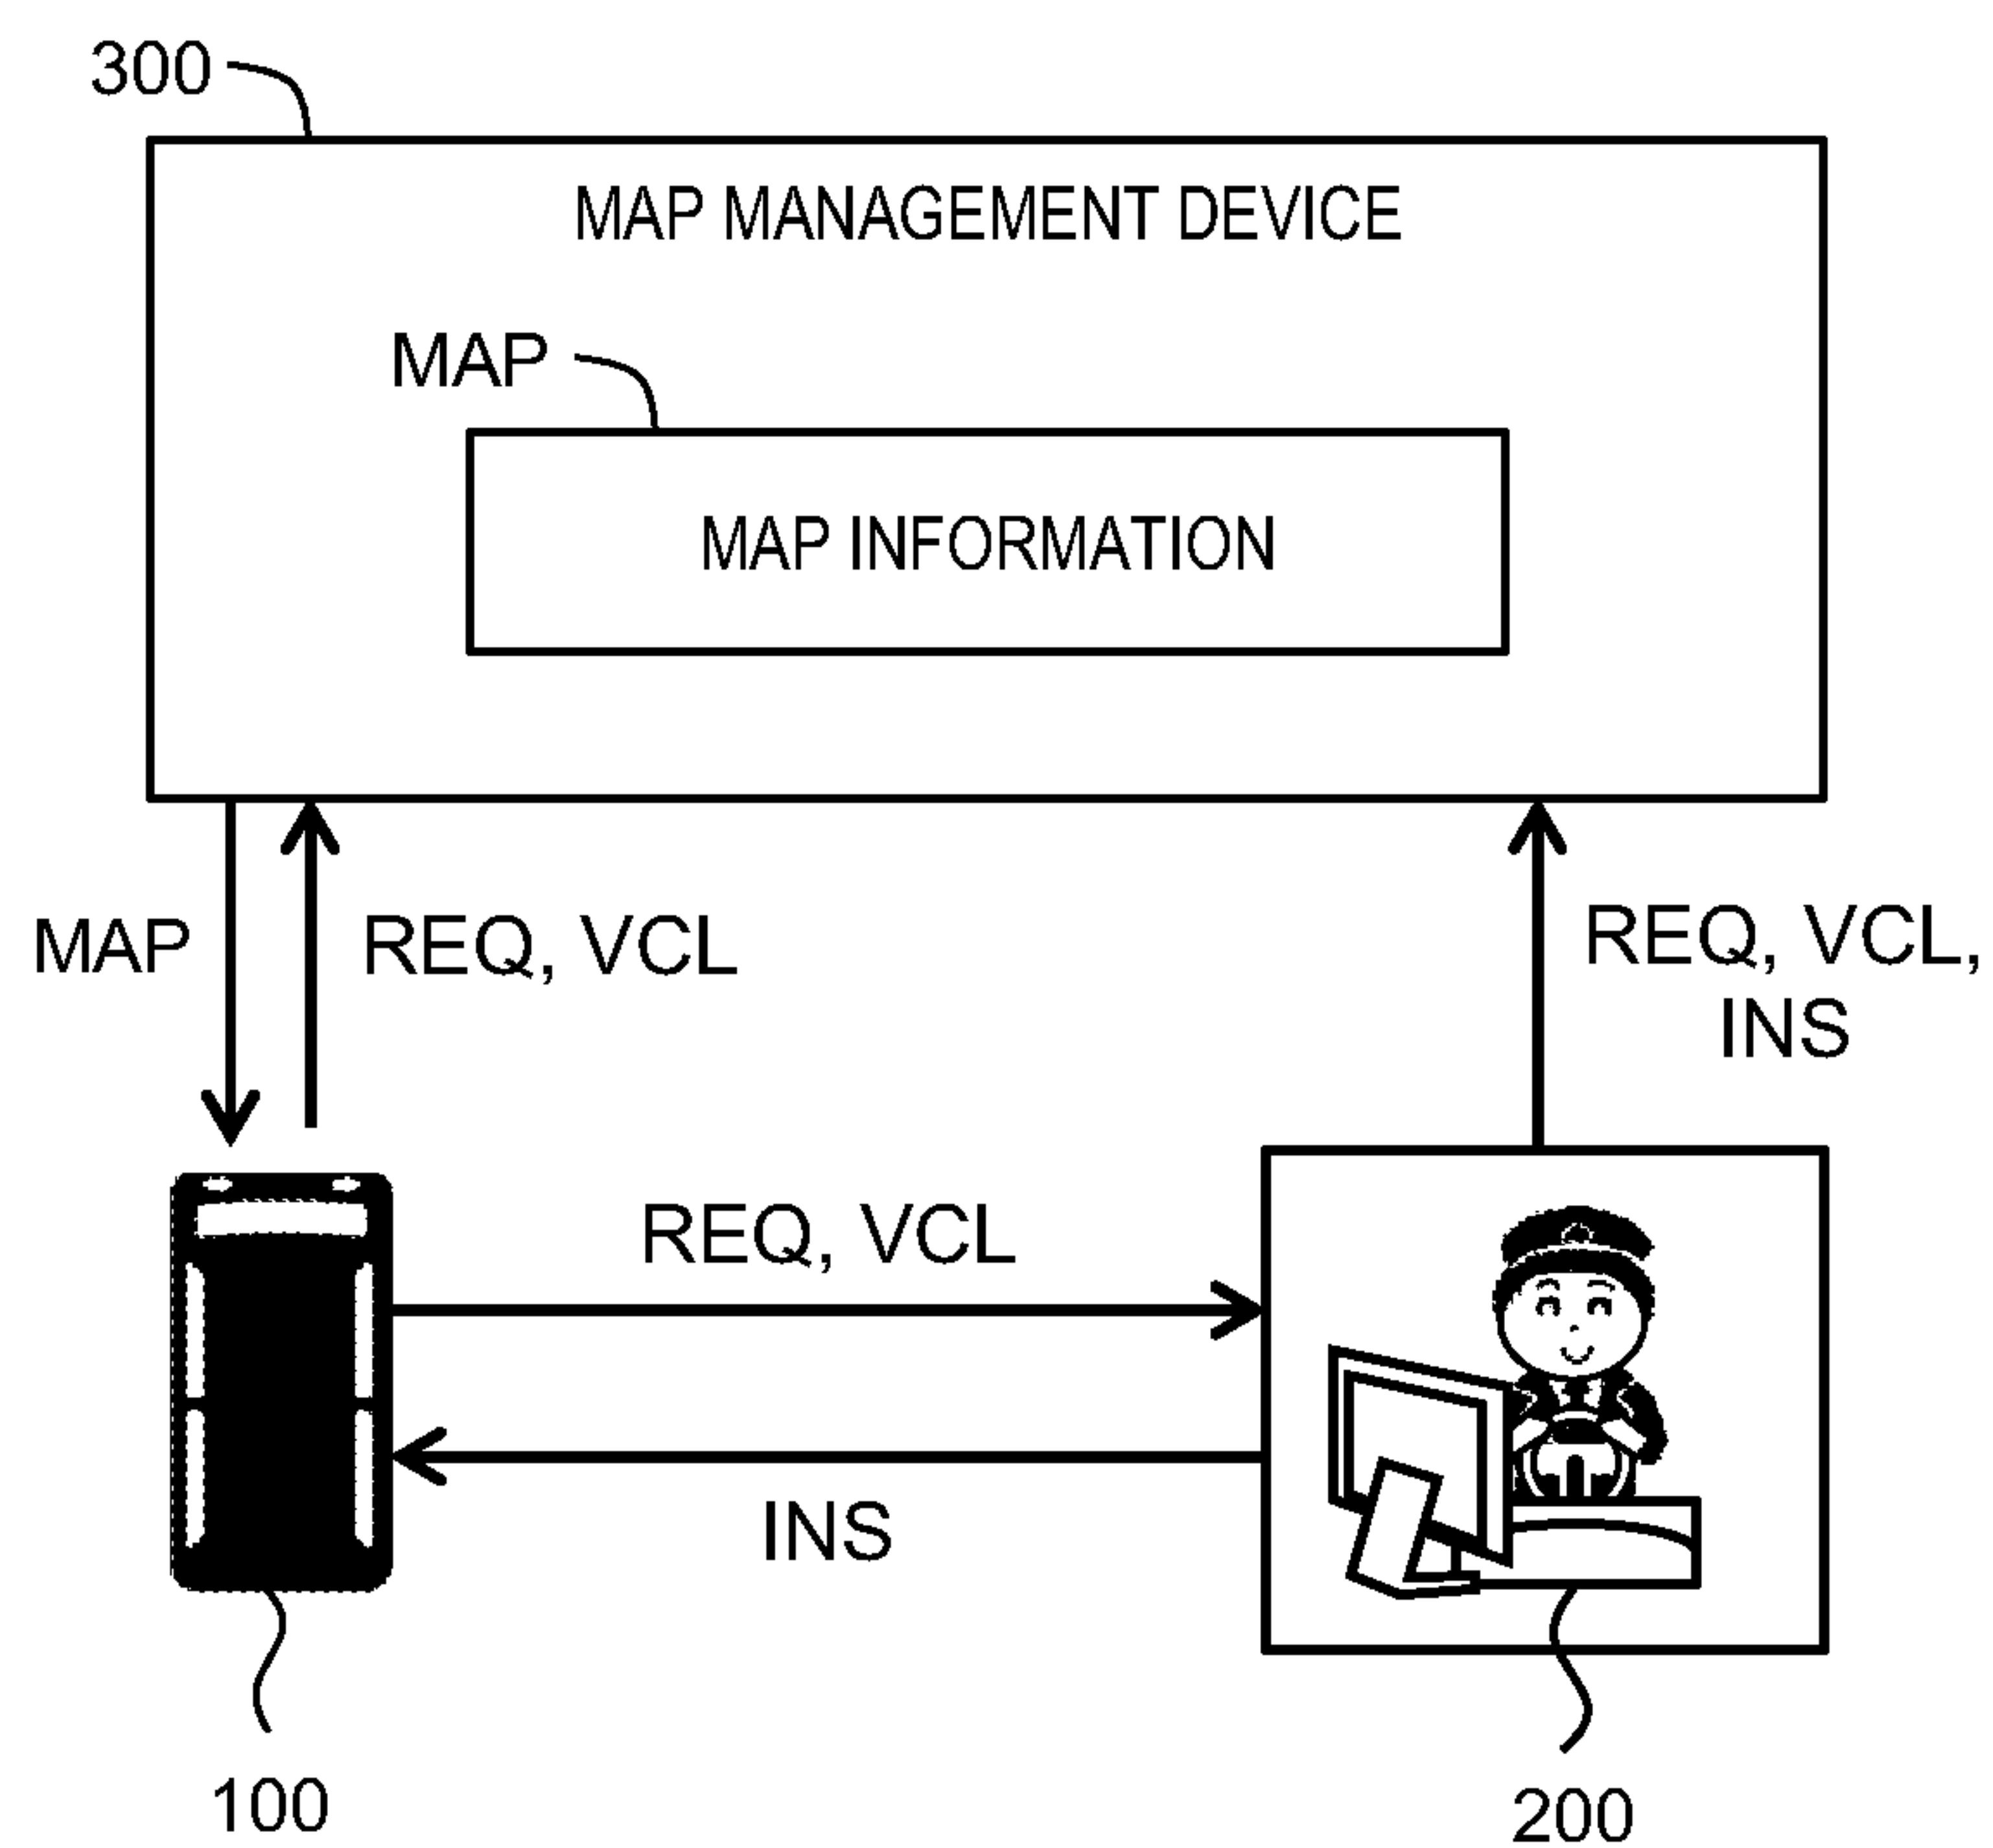 300
MAP MANAGEMENT DEVICE
MAP
MAP INFORMATION
MAP
REQ, VCL
REQ, VCL,
INS
REQ, VCL
INS
100
200